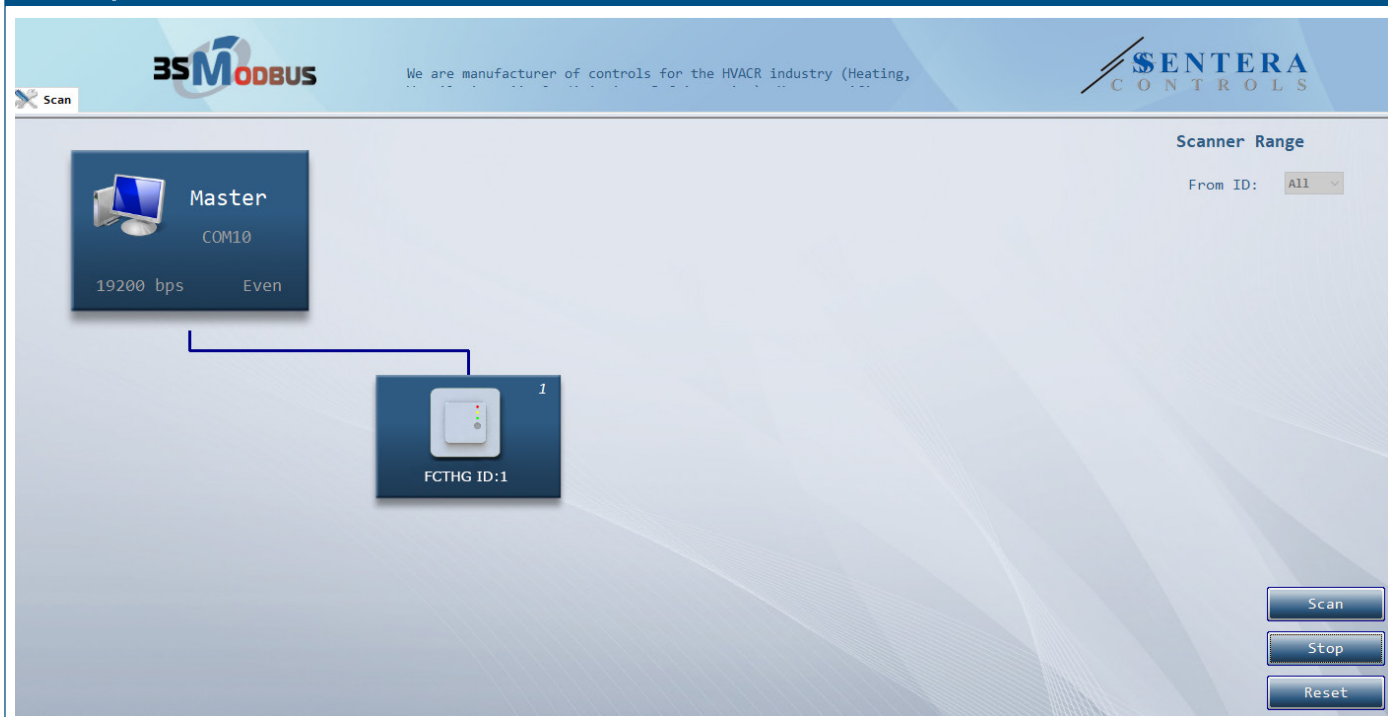 3SMODBUS
We are manufacturer of controls for the HVACR industry (Heating,
SENTERA
CONTROLS
Scan
Scanner Range
From ID: All
Master
COM10
19200 bps Even
1
FCTHG ID:1
Scan
Stop
Reset